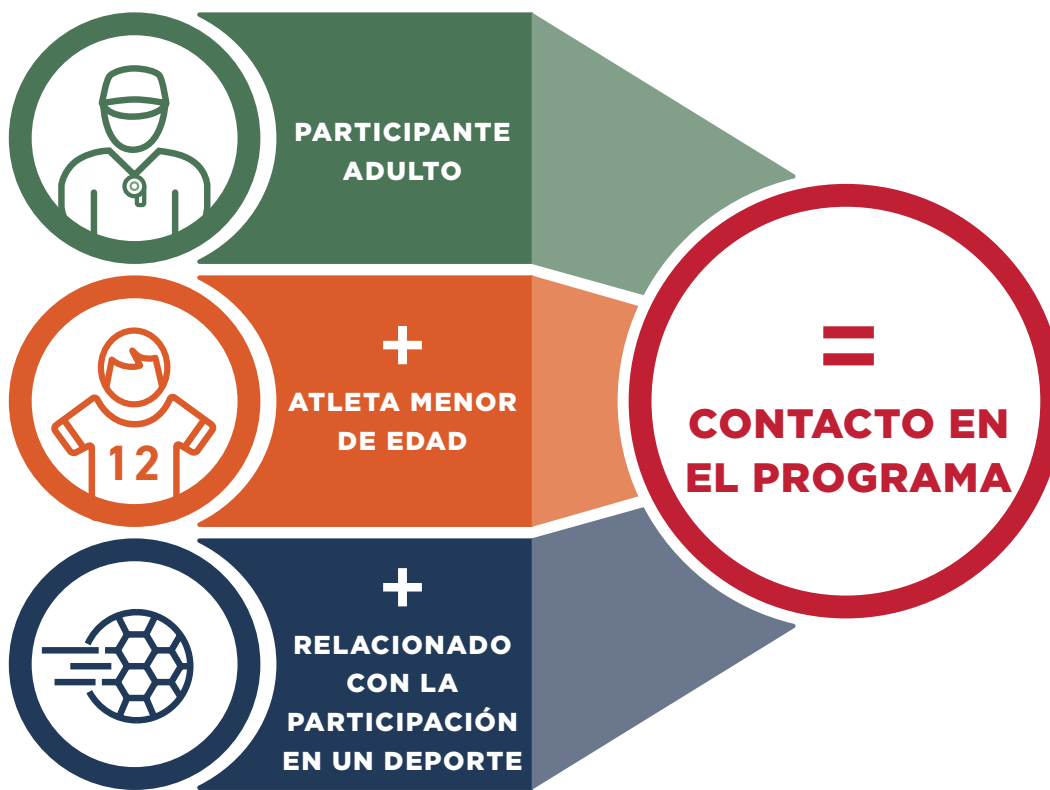 PARTICIPANTE
ADULTO
+
ATLETA MENOR
DE EDAD
12
+
RELACIONADO
CON LA
PARTICIPACIÓN
EN UN DEPORTE
=
CONTACTO EN
EL PROGRAMA